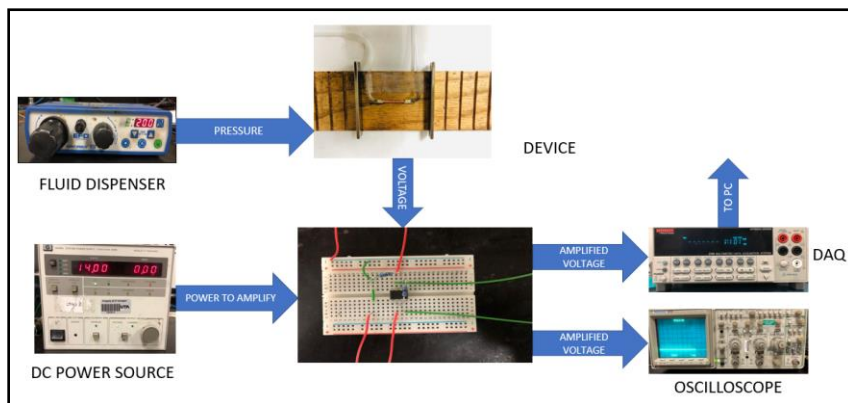 200
PRESSURE
FLUID DISPENSER
DEVICE
VOLTAGE
TO PC
14.00 0.00
POWER TO AMPLIFY
AMPLIFIED
VOLTAGE
DAQ
AMPLIFIED
VOLTAGE
DC POWER SOURCE
OSCILLOSCOPE